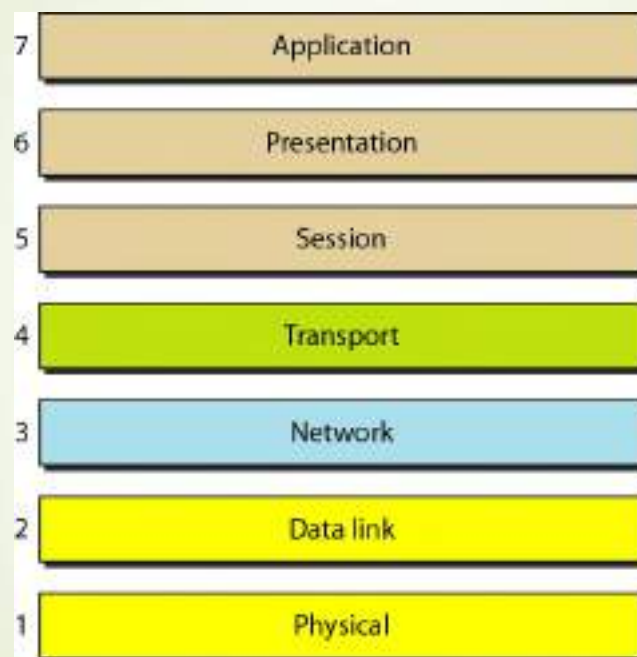 7 Application
6 Presentation
5 Session
4 Transport
3 Network
2 Data link
1 Physical